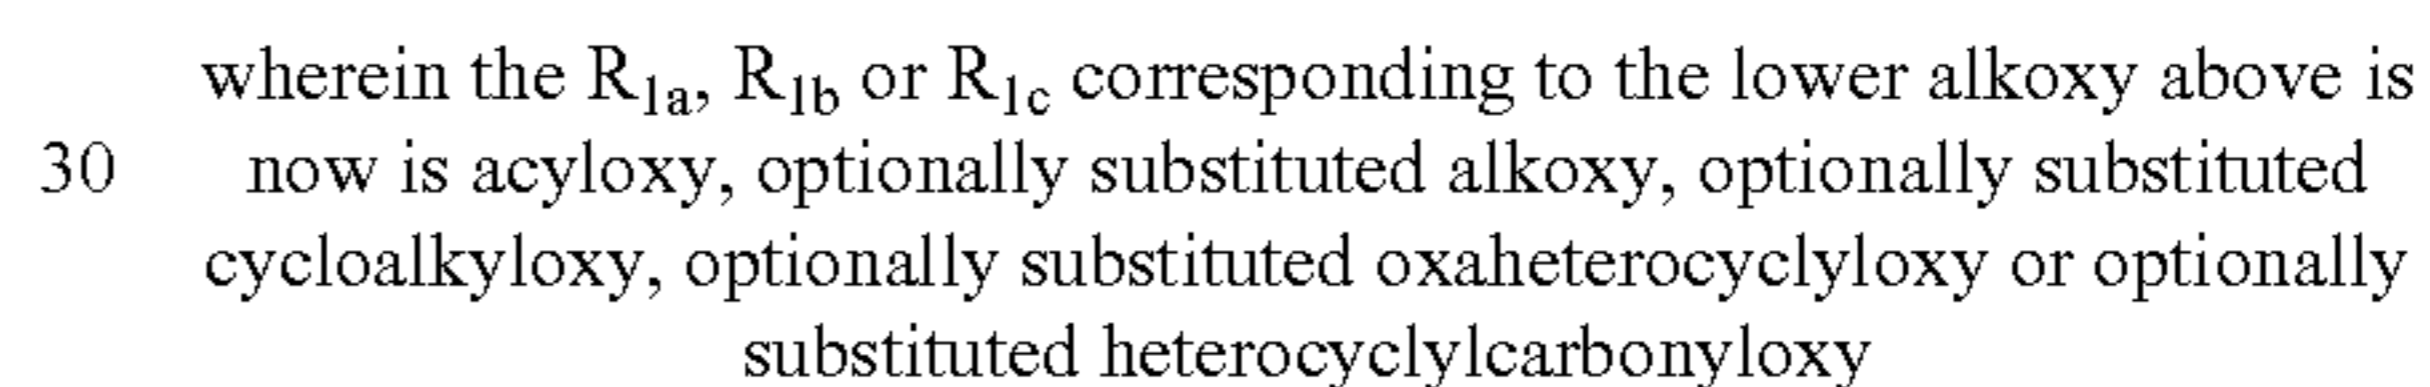 wherein the R1a, R1b or R1c corresponding to the lower alkoxy above is
30 now is acyloxy, optionally substituted alkoxy, optionally substituted
cycloalkyloxy, optionally substituted oxaheterocyclyloxy or optionally
substituted heterocyclylcarbonyloxy